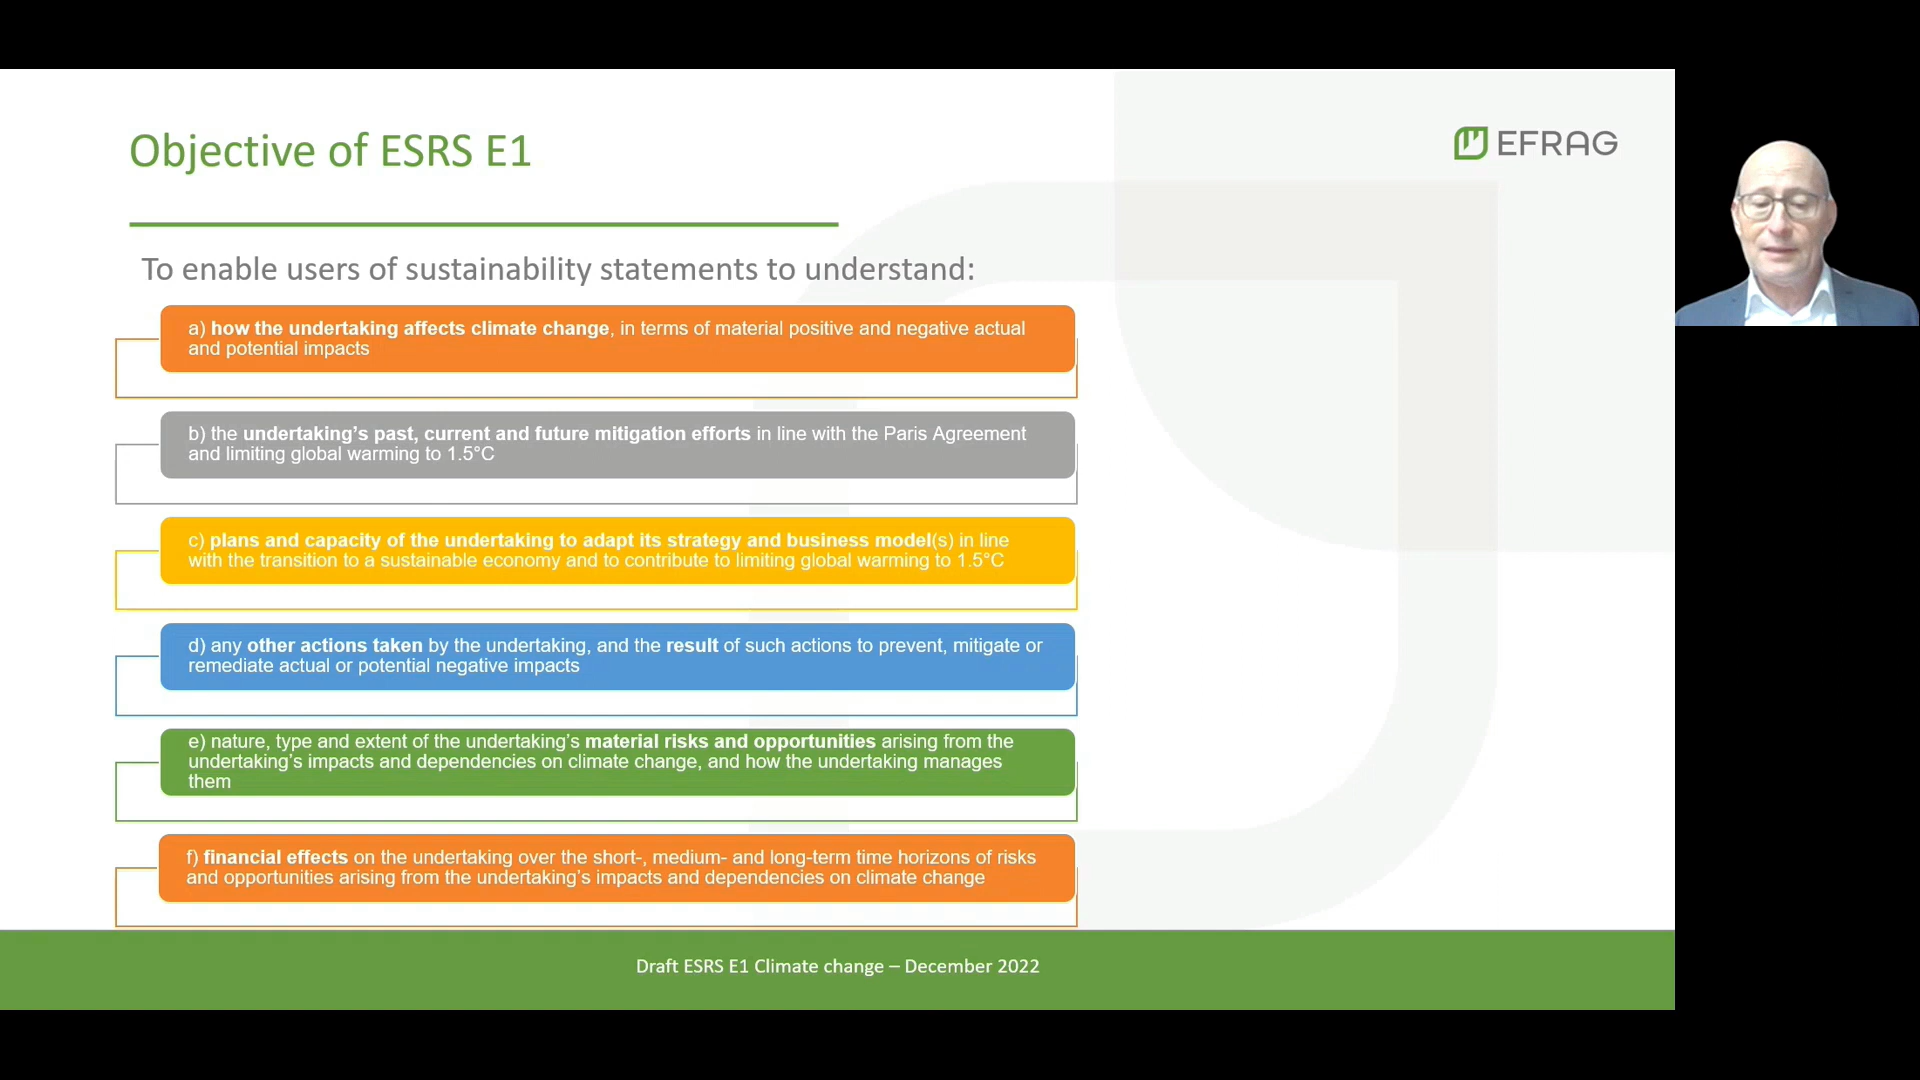 Objective of ESRS E1
EFRAG
To enable users of sustainability statements to understand:
a) how the undertaking affects climate change, in terms of material positive and negative actual
and potential impacts
b) the undertaking’s past, current and future mitigation efforts in line with the Paris Agreement
and limiting global warming to 1.5°C
c) plans and capacity of the undertaking to adapt its strategy and business model(s) in line
with the transition to a sustainable economy and to contribute to limiting global warming to 1.5°C
d) any other actions taken by the undertaking, and the result of such actions to prevent, mitigate or
remediate actual or potential negative impacts
e) nature, type and extent of the undertaking’s material risks and opportunities arising from the
undertaking’s impacts and dependencies on climate change, and how the undertaking manages
them
f) financial effects on the undertaking over the short-, medium- and long-term time horizons of risks
and opportunities arising from the undertaking’s impacts and dependencies on climate change
Draft ESRS E1 Climate change – December 2022